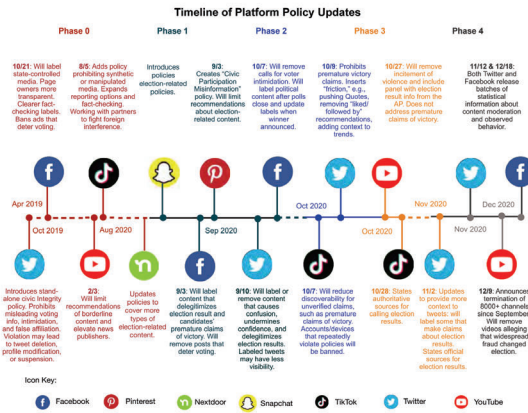 Timeline of Platform Policy Updates
Phase 0
Phase 1
Phase 2
Phase 3
Phase 4
10/21: Will label
state-controlled
media. Page
owners more
transparent.
Clearer fact-
checking labels.
Bans ads that
deter voting.
8/5: Adds policy
prohibiting synthetic
or manipulated
media. Expands
reporting options and
fact-checking.
Working with partners
to fight foreign
interference.
Introduces
policies
election-related
policies.
9/3:
Creates "Civic
Participation
Misinformation"
policy. Will limit
recommendations
about election-
related content.
10/7: Will remove
calls for voter
intimidation. Will
label political
content after polls
close and update
labels when
winner
announced.
10/9: Prohibits
premature victory
claims. Inserts
"friction," e.g.,
pushing Quotes,
removing "liked/
followed by"
recommendations,
adding context to
trends.
10/27: Will remove
incitement of
violence and include
panel with election
result info from the
AP. Does not
address premature
claims of victory.
11/12 & 12/18:
Both Twitter and
Facebook release
batches of
statistical
information about
content moderation
and observed
behavior.
Apr 2019
Oct 2019
Aug 2020
Sep 2020
Oct 2020
Oct 2020
Nov 2020
Nov 2020
Dec 2020
Introduces stand-
alone civic Integrity
policy. Prohibits
misleading voting
info, intimidation,
and false affiliation.
Violation may lead
to tweet deletion,
profile modification,
or suspension.
2/3:
Will limit
recommendations
of borderline
content and elevate
news publishers.
Updates
policies to
cover more
types of
election-related
content.
9/3: Will label
content that
delegitimizes
election result and
candidates'
premature claims
of victory. Will
remove posts that
deter voting.
9/10: Will label or
remove content
that causes
confusion,
undermines
confidence, and
delegitimizes
election results.
Labeled tweets
may have less
visibility.
10/7: Will reduce
discoverability for
unverified claims,
such as premature
claims of victory.
Accounts/devices
that repeatedly
violate policies will
be banned.
10/28: States
authoritative
sources for calling
election results.
11/2: Updates
to provide more
context to
tweets: will
label some that
make claims
about election
results. States
official sources
for election
results.
12/9: Announces
termination of
8000+ channels
since September.
Will remove
videos alleging
that widespread
fraud changed
election.
Icon Key:
Facebook
Pinterest
Nextdoor
Snapchat
TikTok
Twitter
YouTube